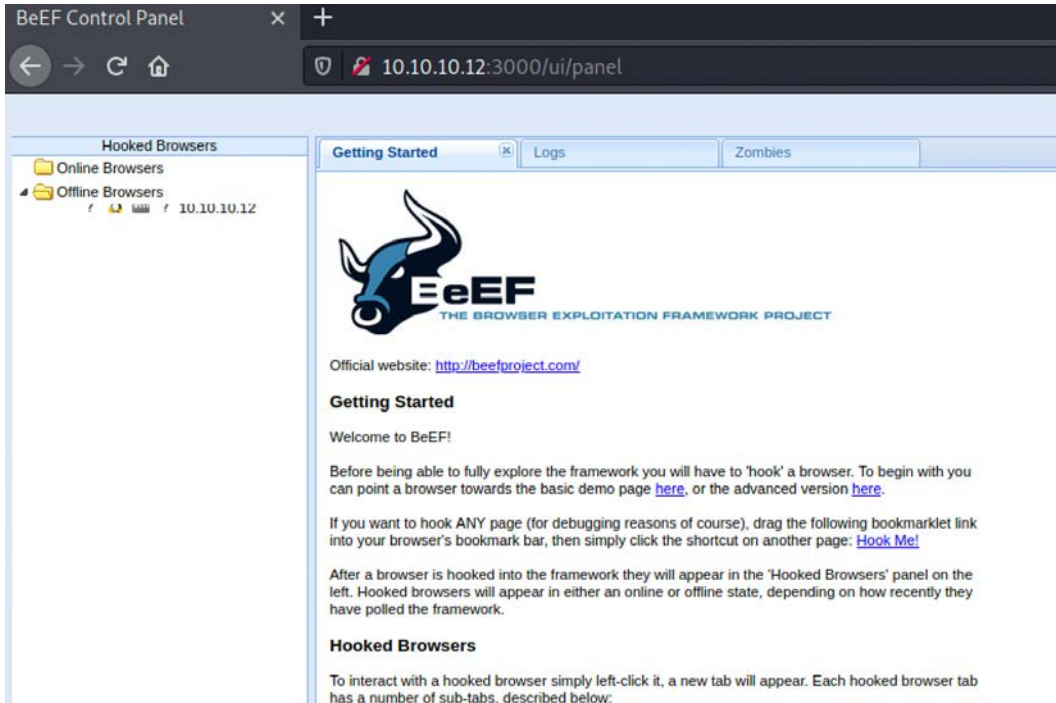 BeEF Control Panel
10.10.10.12:3000/ui/panel
Hooked Browsers
Online Browsers
Offline Browsers
? ? 10.10.10.12
Getting Started
Logs
Zombies
BeEF
THE BROWSER EXPLOITATION FRAMEWORK PROJECT
Official website: http://beefproject.com/
Getting Started
Welcome to BeEF!
Before being able to fully explore the framework you will have to 'hook' a browser. To begin with you
can point a browser towards the basic demo page here, or the advanced version here.
If you want to hook ANY page (for debugging reasons of course), drag the following bookmarklet link
into your browser's bookmark bar, then simply click the shortcut on another page: Hook Me!
After a browser is hooked into the framework they will appear in the 'Hooked Browsers' panel on the
left. Hooked browsers will appear in either an online or offline state, depending on how recently they
have polled the framework.
Hooked Browsers
To interact with a hooked browser simply left-click it, a new tab will appear. Each hooked browser tab
has a number of sub-tabs, described below: